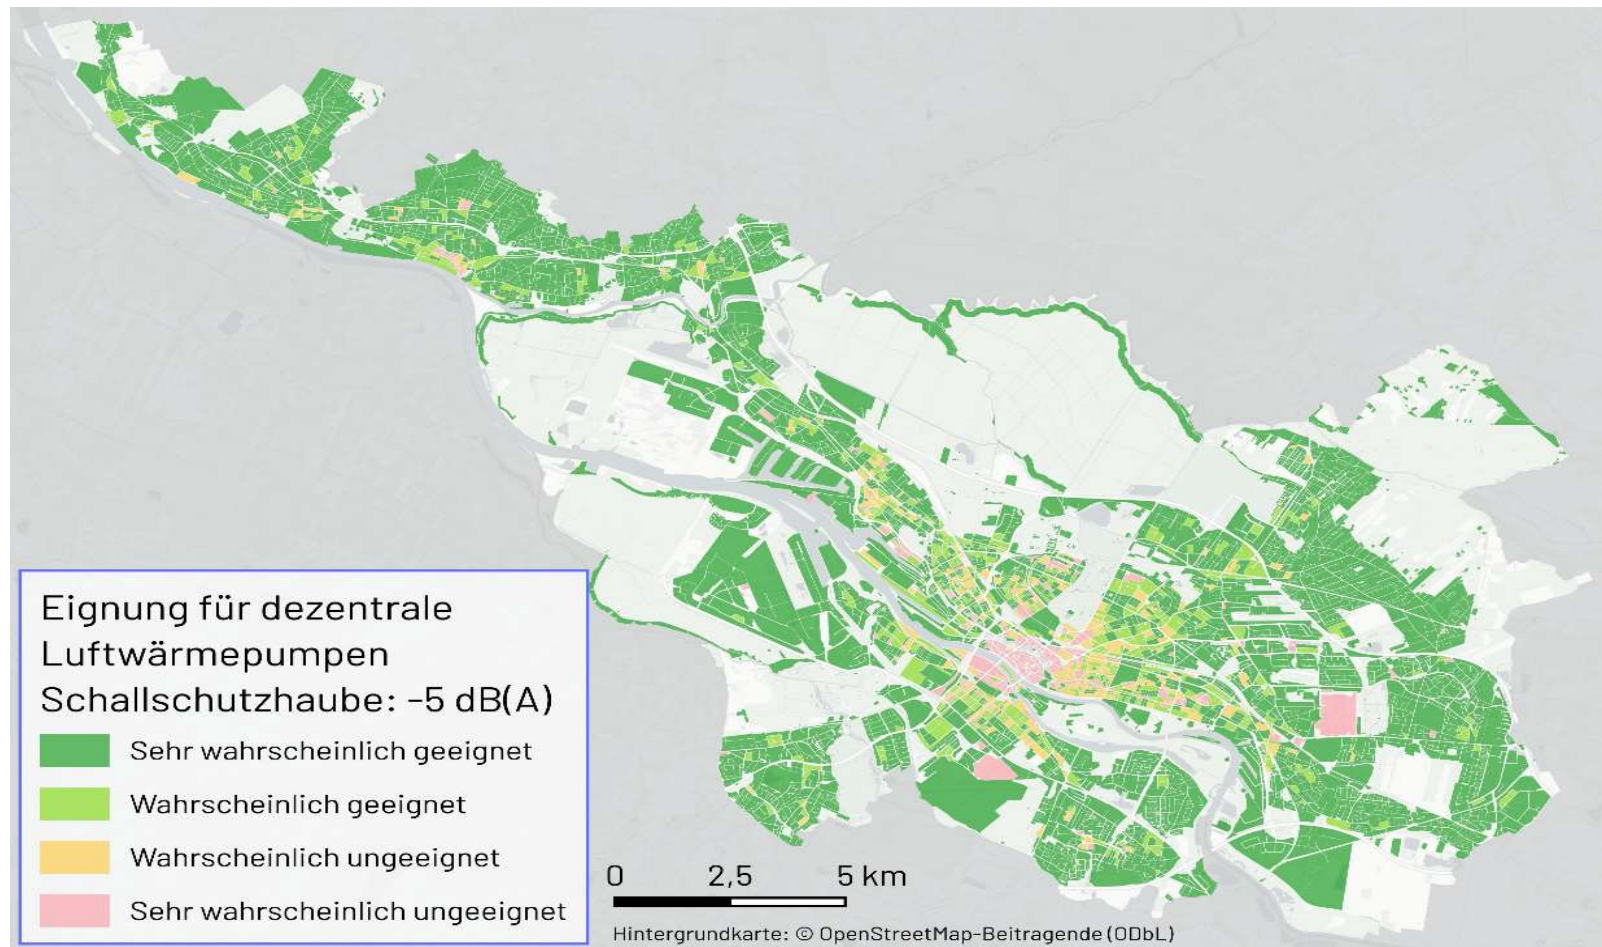 Eignung für dezentrale
Luftwärmepumpen
Schallschutzhaube: -5 dB(A)
Sehr wahrscheinlich geeignet
Wahrscheinlich geeignet
Wahrscheinlich ungeeignet
Sehr wahrscheinlich ungeeignet
0 2,5 5 km
Hintergrundkarte: © OpenStreetMap-Beitragende (ODbL)